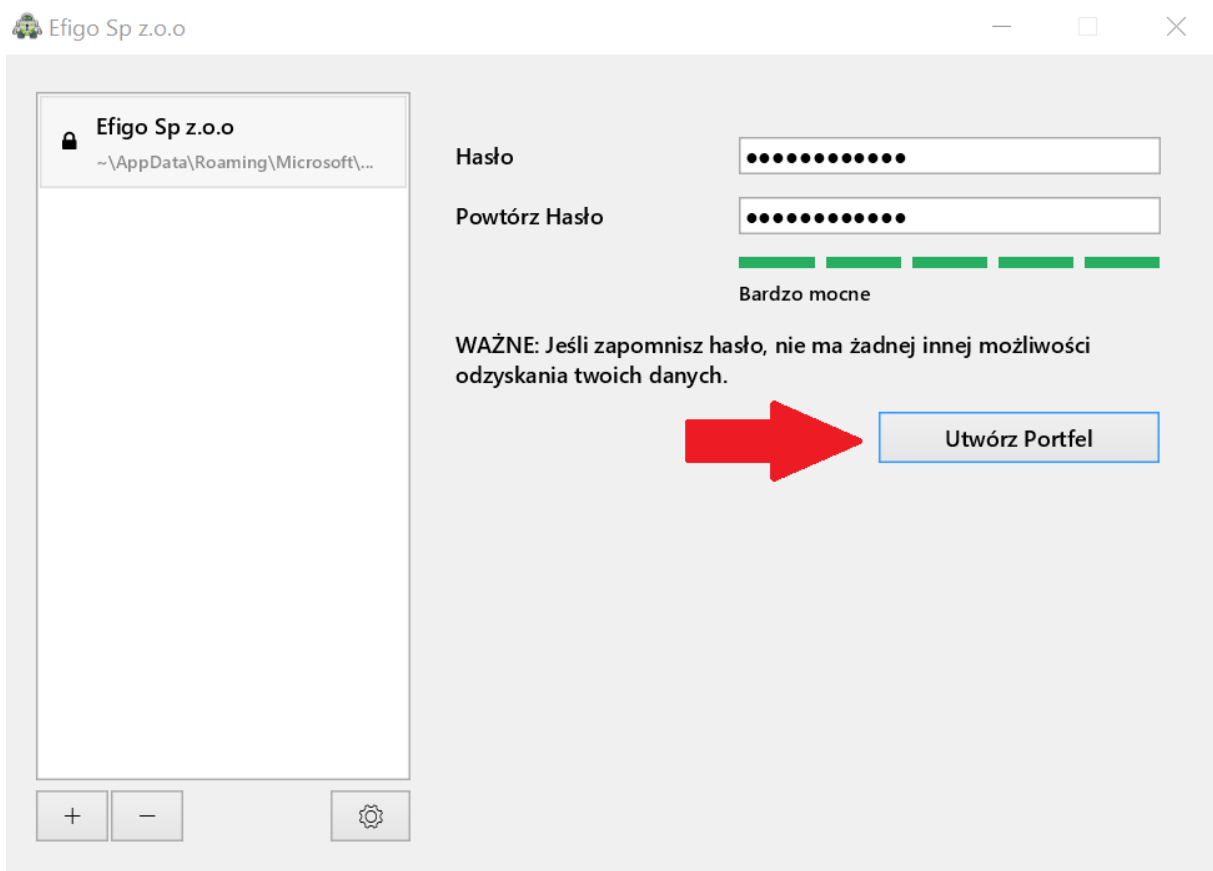 Efigo Sp z.o.o
Efigo Sp z.o.o
~\AppData\Roaming\Microsoft\...
Hasło
●●●●●●●●●●●●
Powtórz Hasło
●●●●●●●●●●●●
Bardzo mocne
WAŻNE: Jeśli zapomnisz hasło, nie ma żadnej innej możliwości
odzyskania twoich danych.
Utwórz Portfel